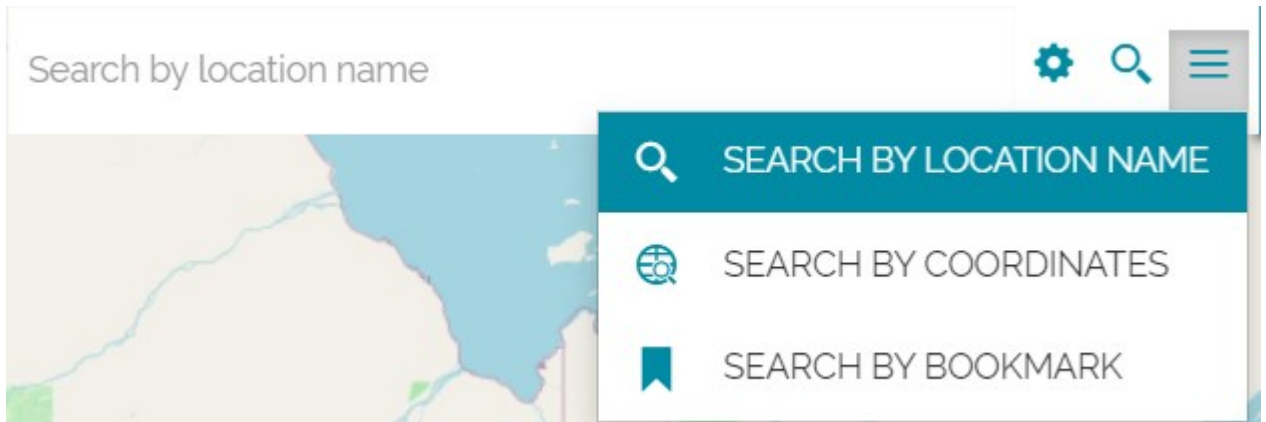 Search by location name
SEARCH BY LOCATION NAME
SEARCH BY COORDINATES
SEARCH BY BOOKMARK